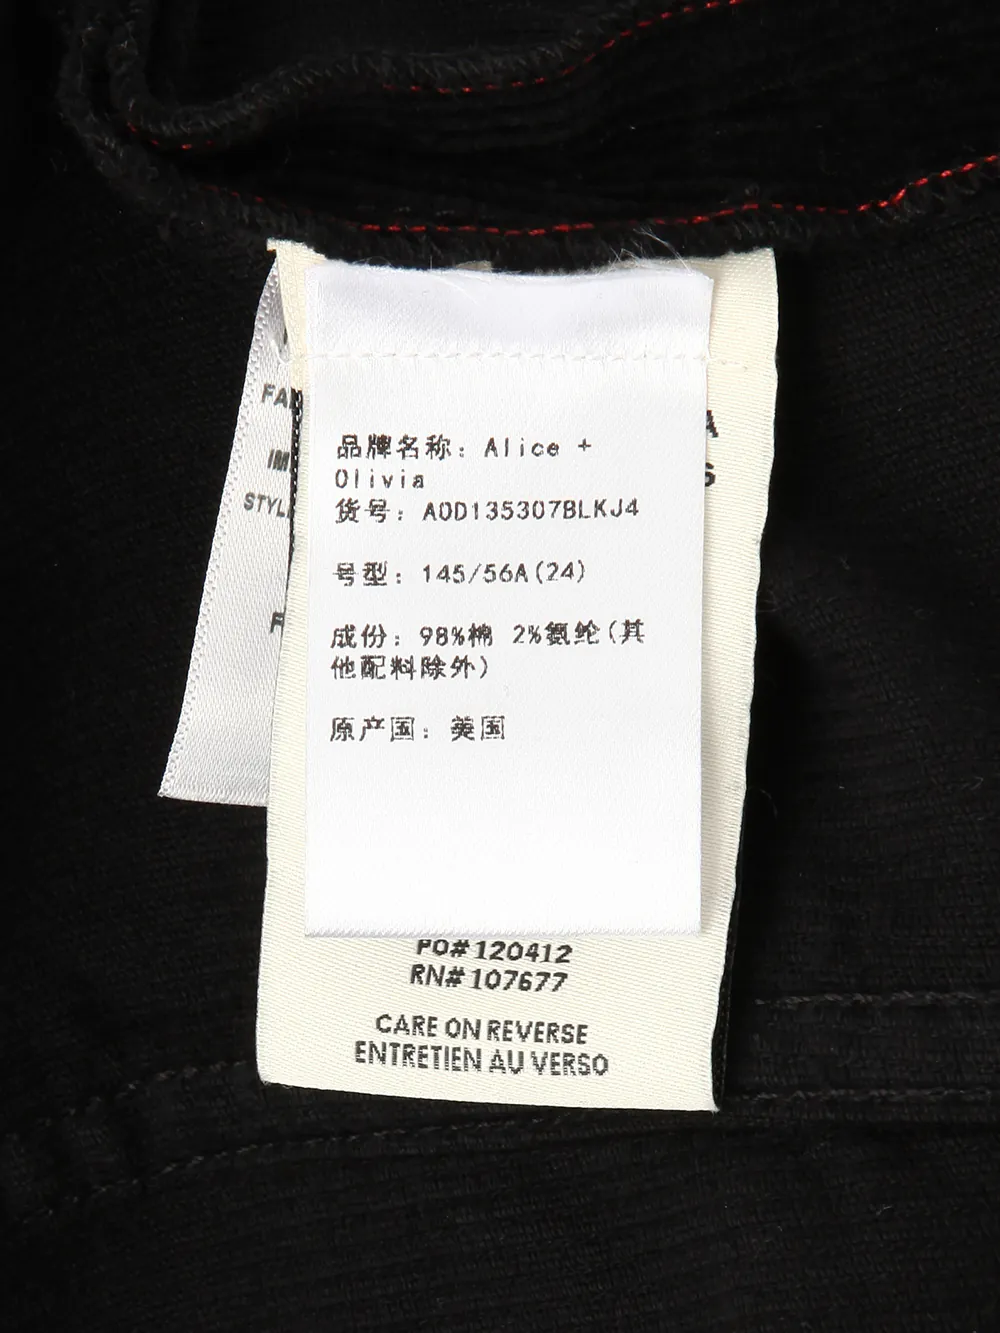 品牌名称: Alice +
Olivia
货号: A0D135307BLKJ4
号型: 145/56A(24)
成份: 98%棉 2%氨纶(其
他配料除外)
原产国: 美国
PO# 120412
RN# 107677
CARE ON REVERSE
ENTRETIEN AU VERSO